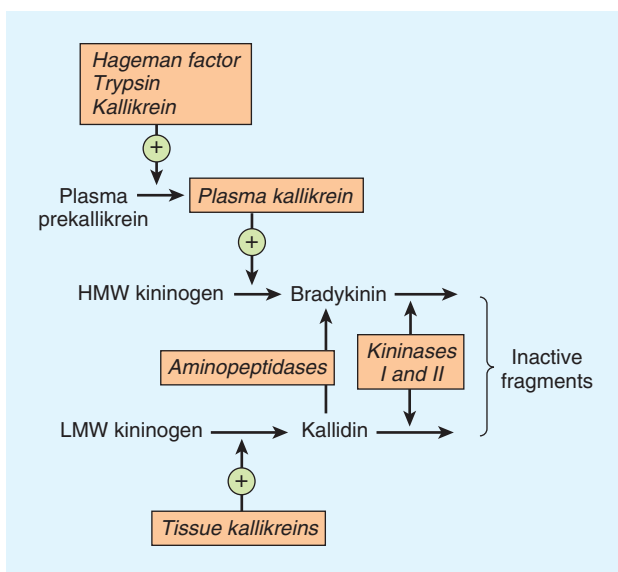 Hageman factor
Trypsin
Kallikrein
+
Plasma
prekallikrein
Plasma kallikrein
+
HMW kininogen
Bradykinin
Aminopeptidases
Kininases
I and II
Inactive
fragments
LMW kininogen
Kallidin
+
Tissue kallikreins